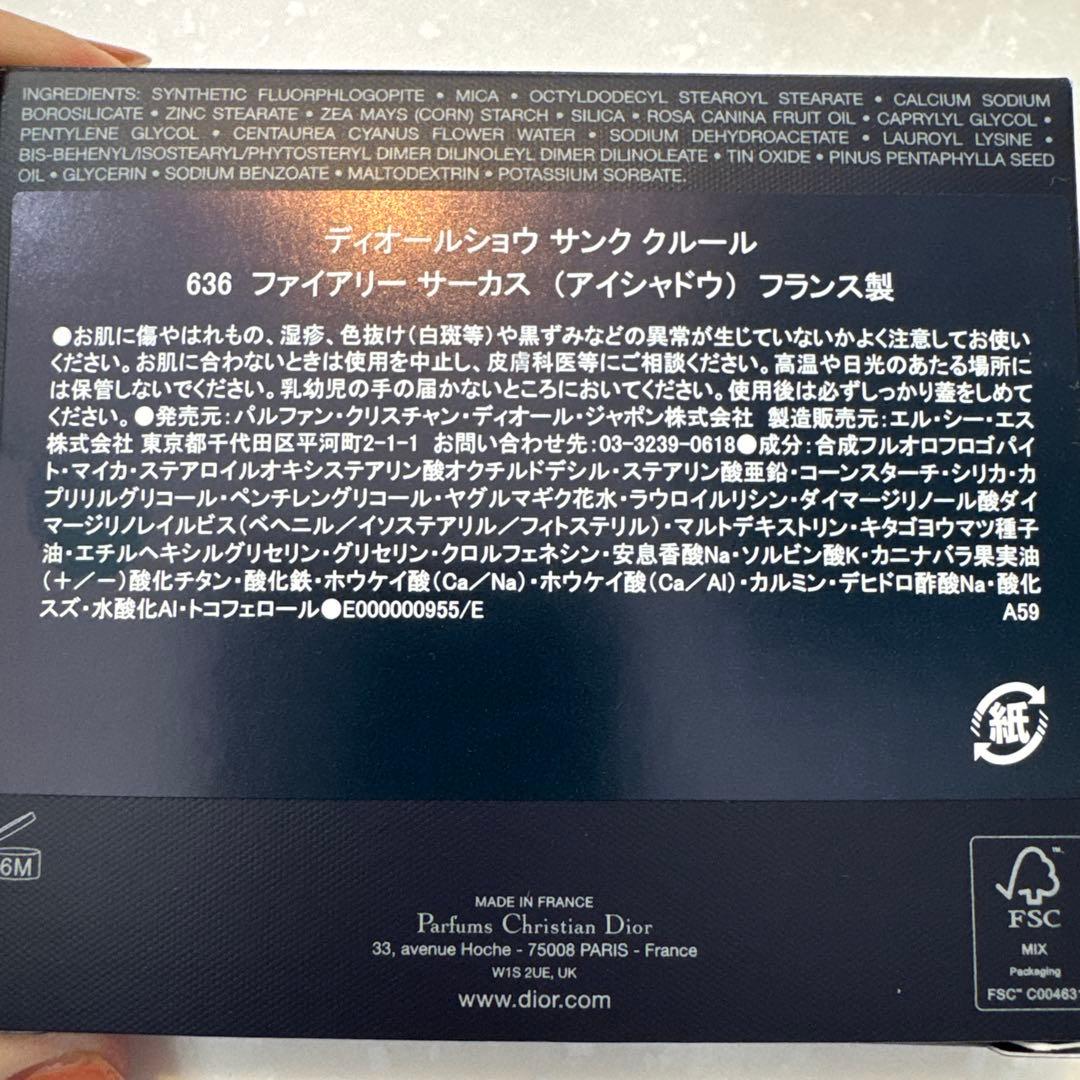 INGREDIENTS: SYNTHETIC FLUORPHLOGOPITE • MICA • OCTYLDODECYL STEAROYL STEARATE • CALCIUM SODIUM
BOROSILICATE • ZINC STEARATE • ZEA MAYS (CORN) STARCH • SILICA • ROSA CANINA FRUIT OIL • CAPRYLYL GLYCOL •
PENTYLENE GLYCOL • CENTAUREA CYANUS FLOWER WATER • SODIUM DEHYDROACETATE • LAUROYL LYSINE •
BIS-BEHENYL/ISOSTEARYL/PHYTOSTERYL DIMER DILINOLEYL DIMER DILINOLEATE • TIN OXIDE • PINUS PENTAPHYLLA SEED
OIL • GLYCERIN • SODIUM BENZOATE • MALTODEXTRIN • POTASSIUM SORBATE.
ディオールショウ サンク クルール
636 ファイアリー サーカス （アイシャドウ） フランス製
●お肌に傷やはれもの、湿疹、色抜け(白斑等)や黒ずみなどの異常が生じていないかよく注意してお使い
ください。お肌に合わないときは使用を中止し、皮膚科医等にご相談ください。高温や日光のあたる場所に
は保管しないでください。乳幼児の手の届かないところにおいてください。使用後は必ずしっかり蓋をしめて
ください。●発売元：パルファン・クリスチャン・ディオール・ジャポン株式会社 製造販売元：エル・シー・エス
株式会社 東京都千代田区平河町2-1-1 お問い合わせ先：03-3239-0618●成分：合成フルオロフロゴパイ
ト・マイカ・ステアロイルオキシステアリン酸オクチルドデシル・ステアリン酸亜鉛・コーンスターチ・シリカ・カ
プリリルグリコール・ペンチレングリコール・ヤグルマギク花水・ラウロイルリシン・ダイマージリノール酸ダイ
マージリノレイルビス(ベヘニル／イソステアリル／フィトステリル)・マルトデキストリン・キタゴヨウマツ種子
油・エチルヘキシルグリセリン・グリセリン・クロルフェネシン・安息香酸Na・ソルビン酸K・カニナバラ果実油
(＋／－)酸化チタン・酸化鉄・ホウケイ酸(Ca／Na)・ホウケイ酸(Ca／Al)・カルミン・デヒドロ酢酸Na・酸化
スズ・水酸化Al・トコフェロール●E000000955/E A59
紙
6M
MADE IN FRANCE
Parfums Christian Dior
33, avenue Hoche - 75008 PARIS - France
W1S 2UE, UK
www.dior.com
FSC
MIX
Packaging
FSC™ C004631